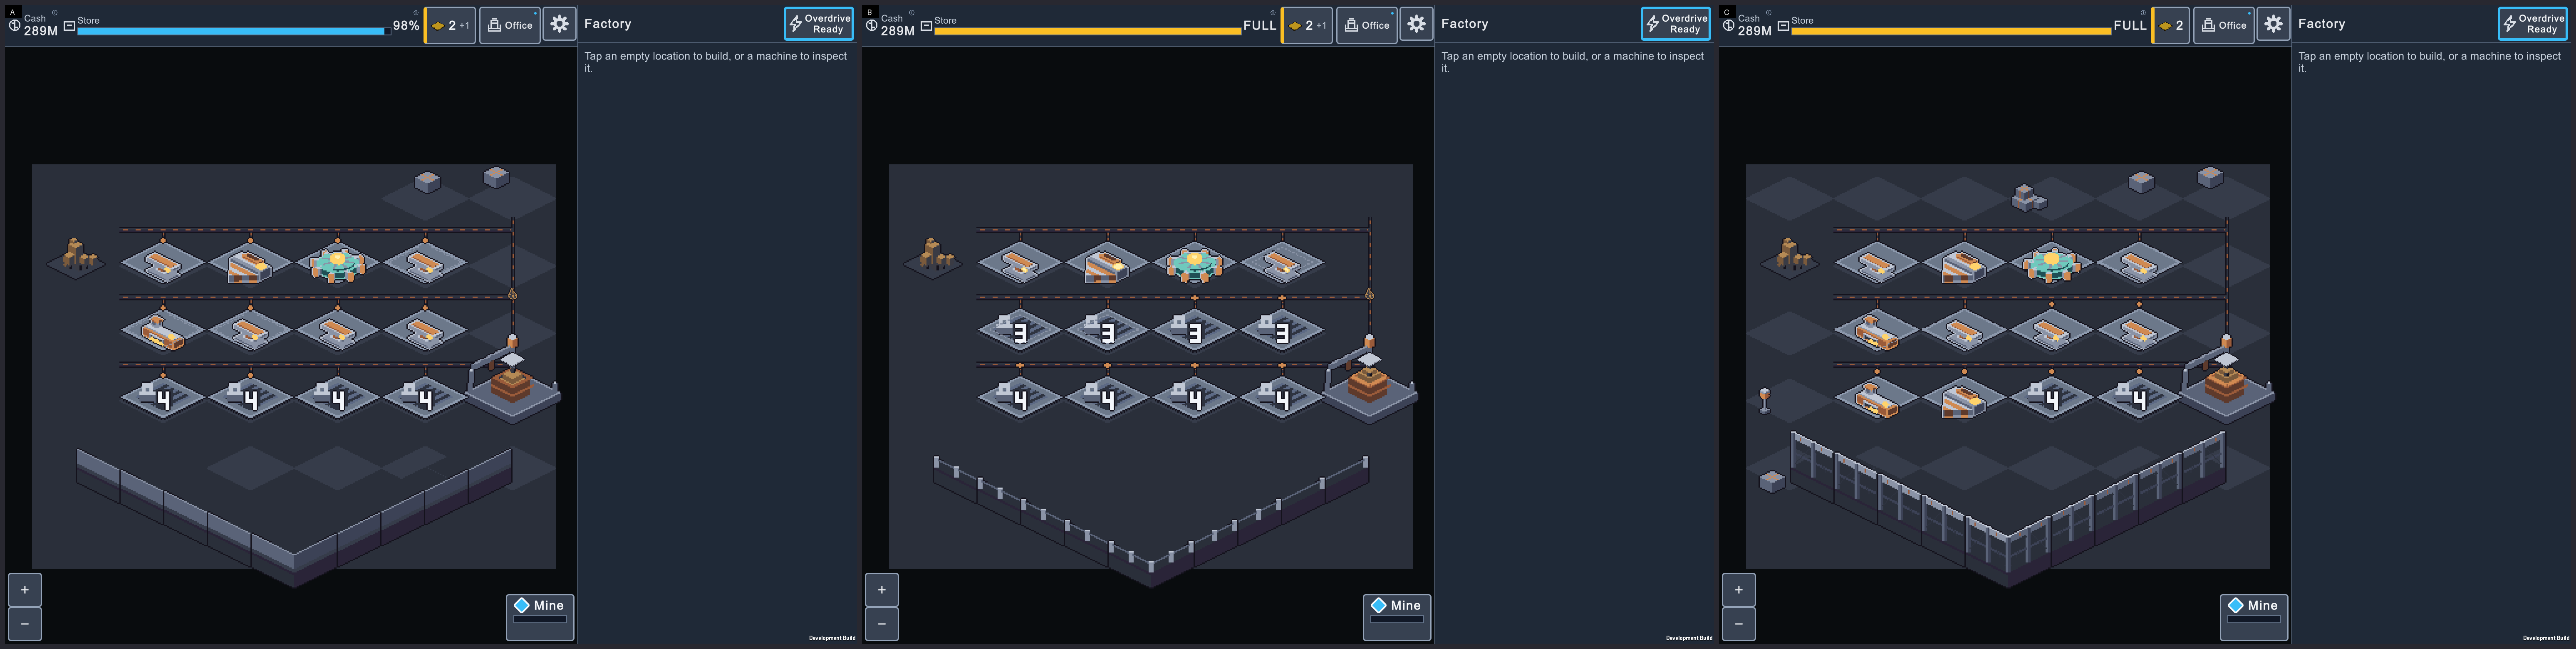 A
Cash
289M
Store
98%
2 +1
Office
Factory
Overdrive
Ready
Tap an empty location to build, or a machine to inspect
it.
4 4 4 4
+
−
Mine
Development Build
B
Cash
289M
Store
FULL
2 +1
Office
Factory
Overdrive
Ready
Tap an empty location to build, or a machine to inspect
it.
3 3 3 3
4 4 4 4
+
−
Mine
Development Build
C
Cash
289M
Store
FULL
2
Office
Factory
Overdrive
Ready
Tap an empty location to build, or a machine to inspect
it.
4 4
+
−
Mine
Development Build